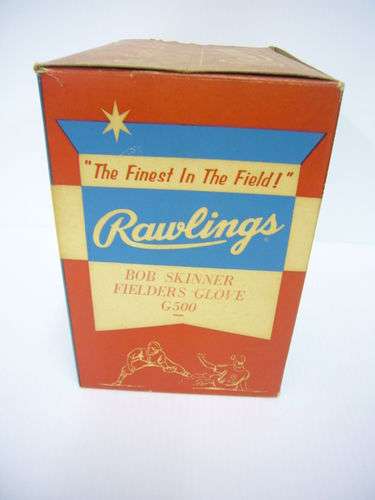 "The Finest In The Field!"
Rawlings
BOB SKINNER
FIELDERS GLOVE
G500